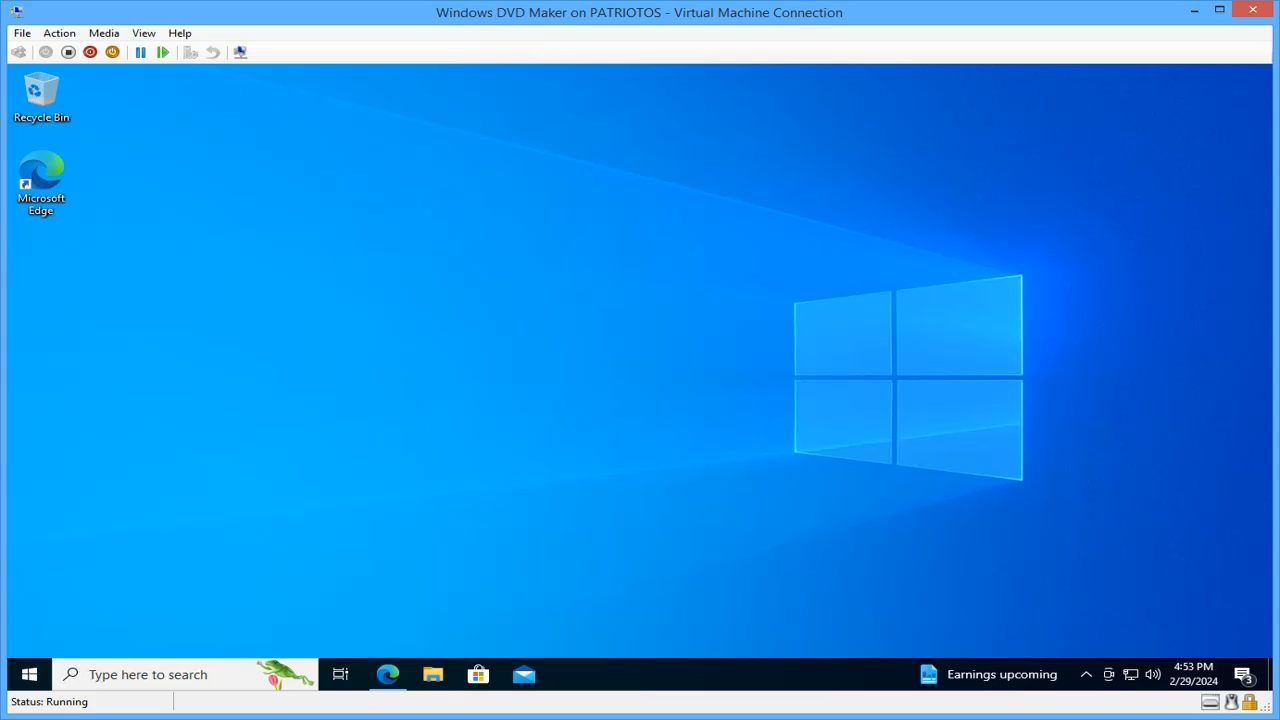 Windows DVD Maker on PATRIOTOS - Virtual Machine Connection
File Action Media View Help
Recycle Bin
Microsoft
Edge
Type here to search
Earnings upcoming
4:53 PM
2/29/2024
3
Status: Running